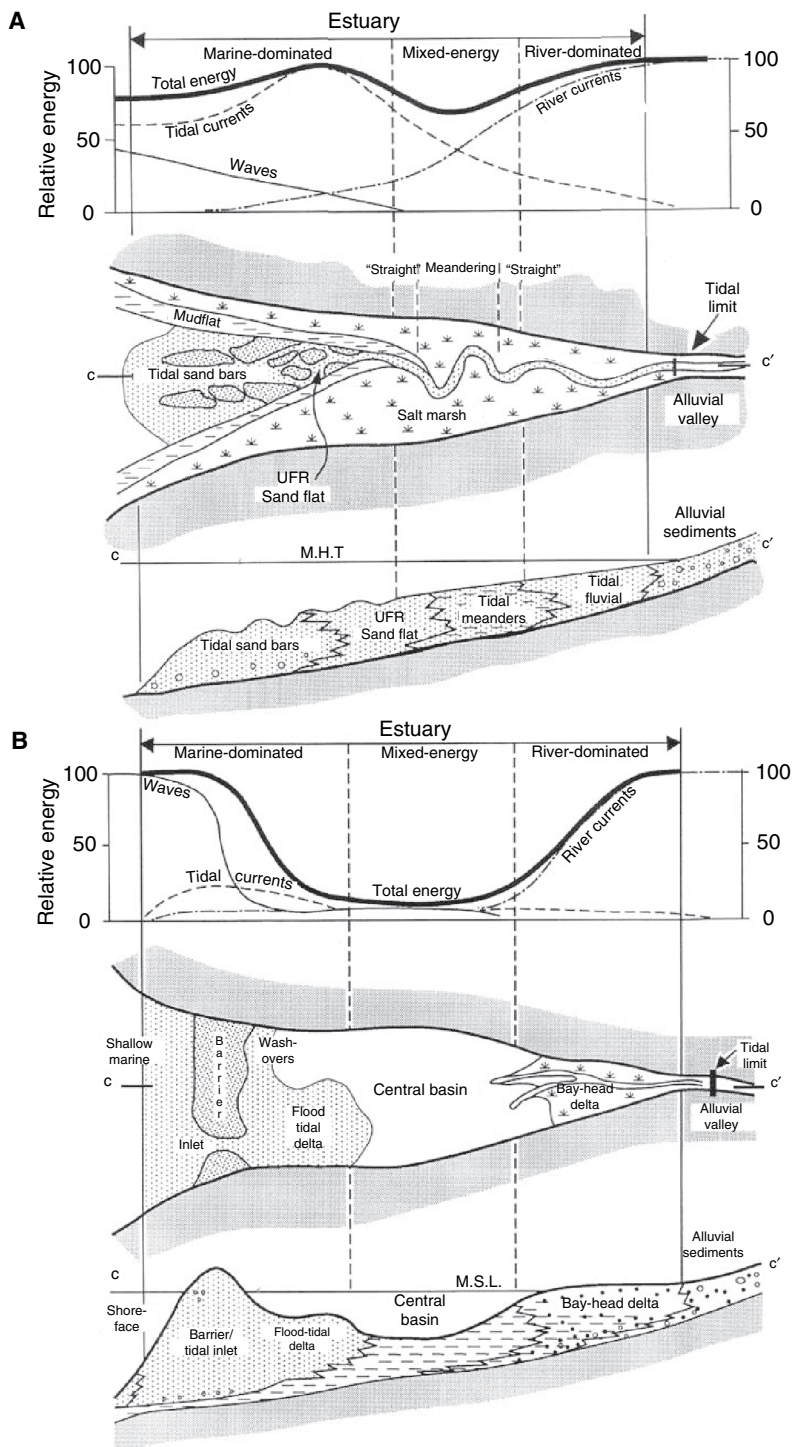 A
Estuary
Marine-dominated
Mixed-energy
River-dominated
Relative energy
100
50
0
Total energy
Tidal currents
Waves
River currents
100
50
0
"Straight"
Meandering
"Straight"
Mudflat
Tidal sand bars
c
UFR
Sand flat
Salt marsh
Tidal
limit
c′
Alluvial
valley
Alluvial
sediments
c
M.H.T
c′
Tidal sand bars
UFR
Sand flat
Tidal
meanders
Tidal
fluvial
B
Estuary
Marine-dominated
Mixed-energy
River-dominated
Relative energy
100
50
0
Waves
Tidal currents
Total energy
River currents
100
50
0
Shallow
marine
c
Barrier
Wash-
overs
Inlet
Flood
tidal
delta
Central basin
Bay-head
delta
Tidal
limit
c′
Alluvial
valley
Alluvial
sediments
c
M.S.L.
c′
Shore-
face
Barrier/
tidal inlet
Flood-tidal
delta
Central
basin
Bay-head delta